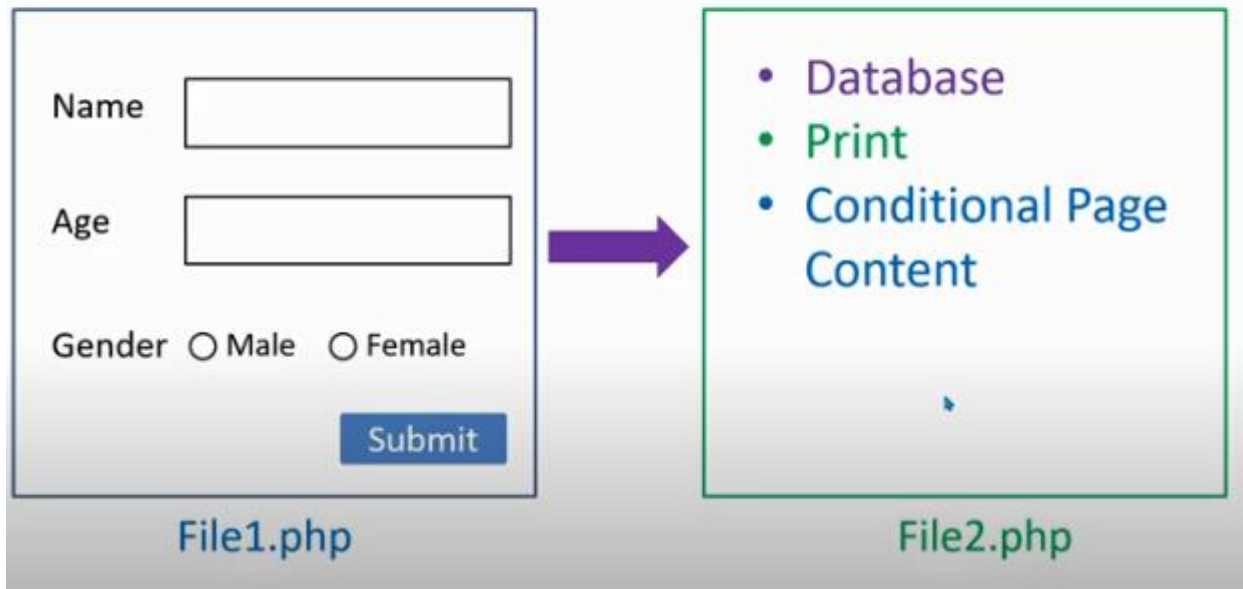 Name
Age
Gender Male Female
Submit
File1.php
• Database
• Print
• Conditional Page
Content
File2.php